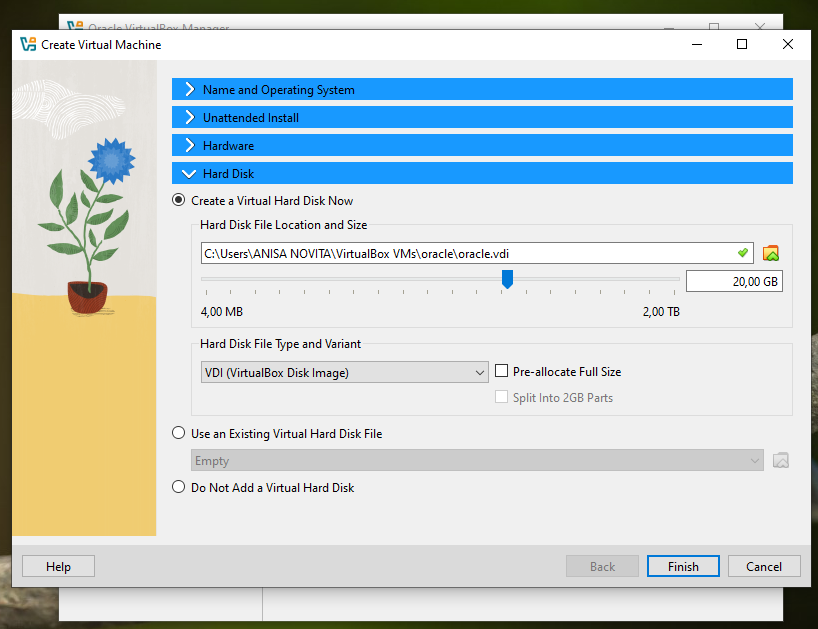 Oracle VirtualBox Manager
Create Virtual Machine
Name and Operating System
Unattended Install
Hardware
Hard Disk
Create a Virtual Hard Disk Now
Hard Disk File Location and Size
C:\Users\ANISA NOVITA\VirtualBox VMs\oracle\oracle.vdi
20,00 GB
4,00 MB 2,00 TB
Hard Disk File Type and Variant
VDI (VirtualBox Disk Image) Pre-allocate Full Size
Split Into 2GB Parts
Use an Existing Virtual Hard Disk File
Empty
Do Not Add a Virtual Hard Disk
Help Back Finish Cancel